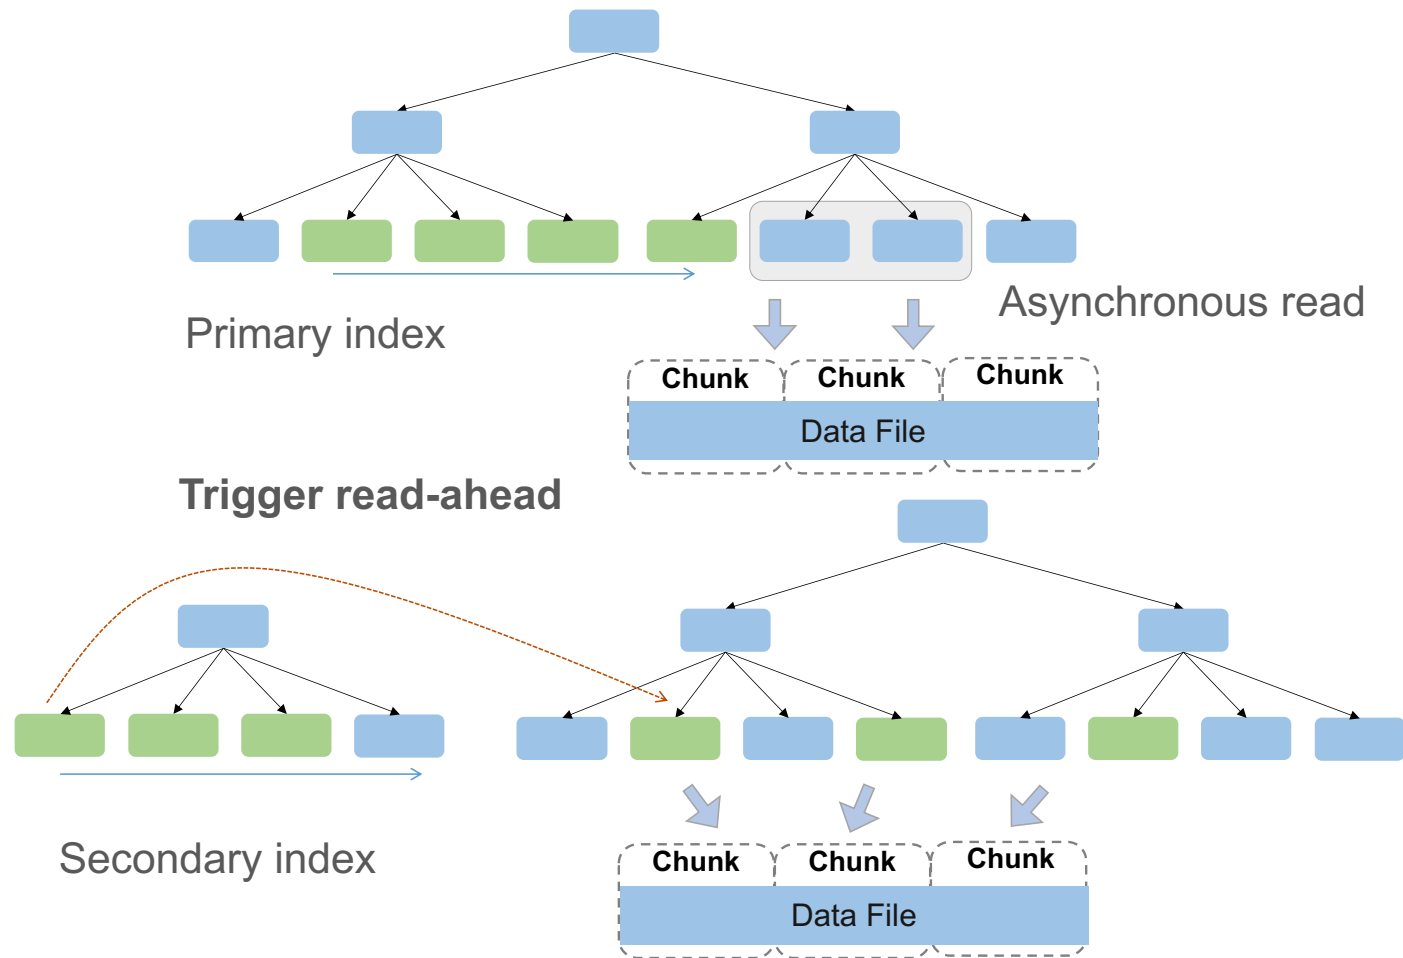 Asynchronous read
Primary index
Chunk
Chunk
Chunk
Data File
Trigger read-ahead
Secondary index
Chunk
Chunk
Chunk
Data File